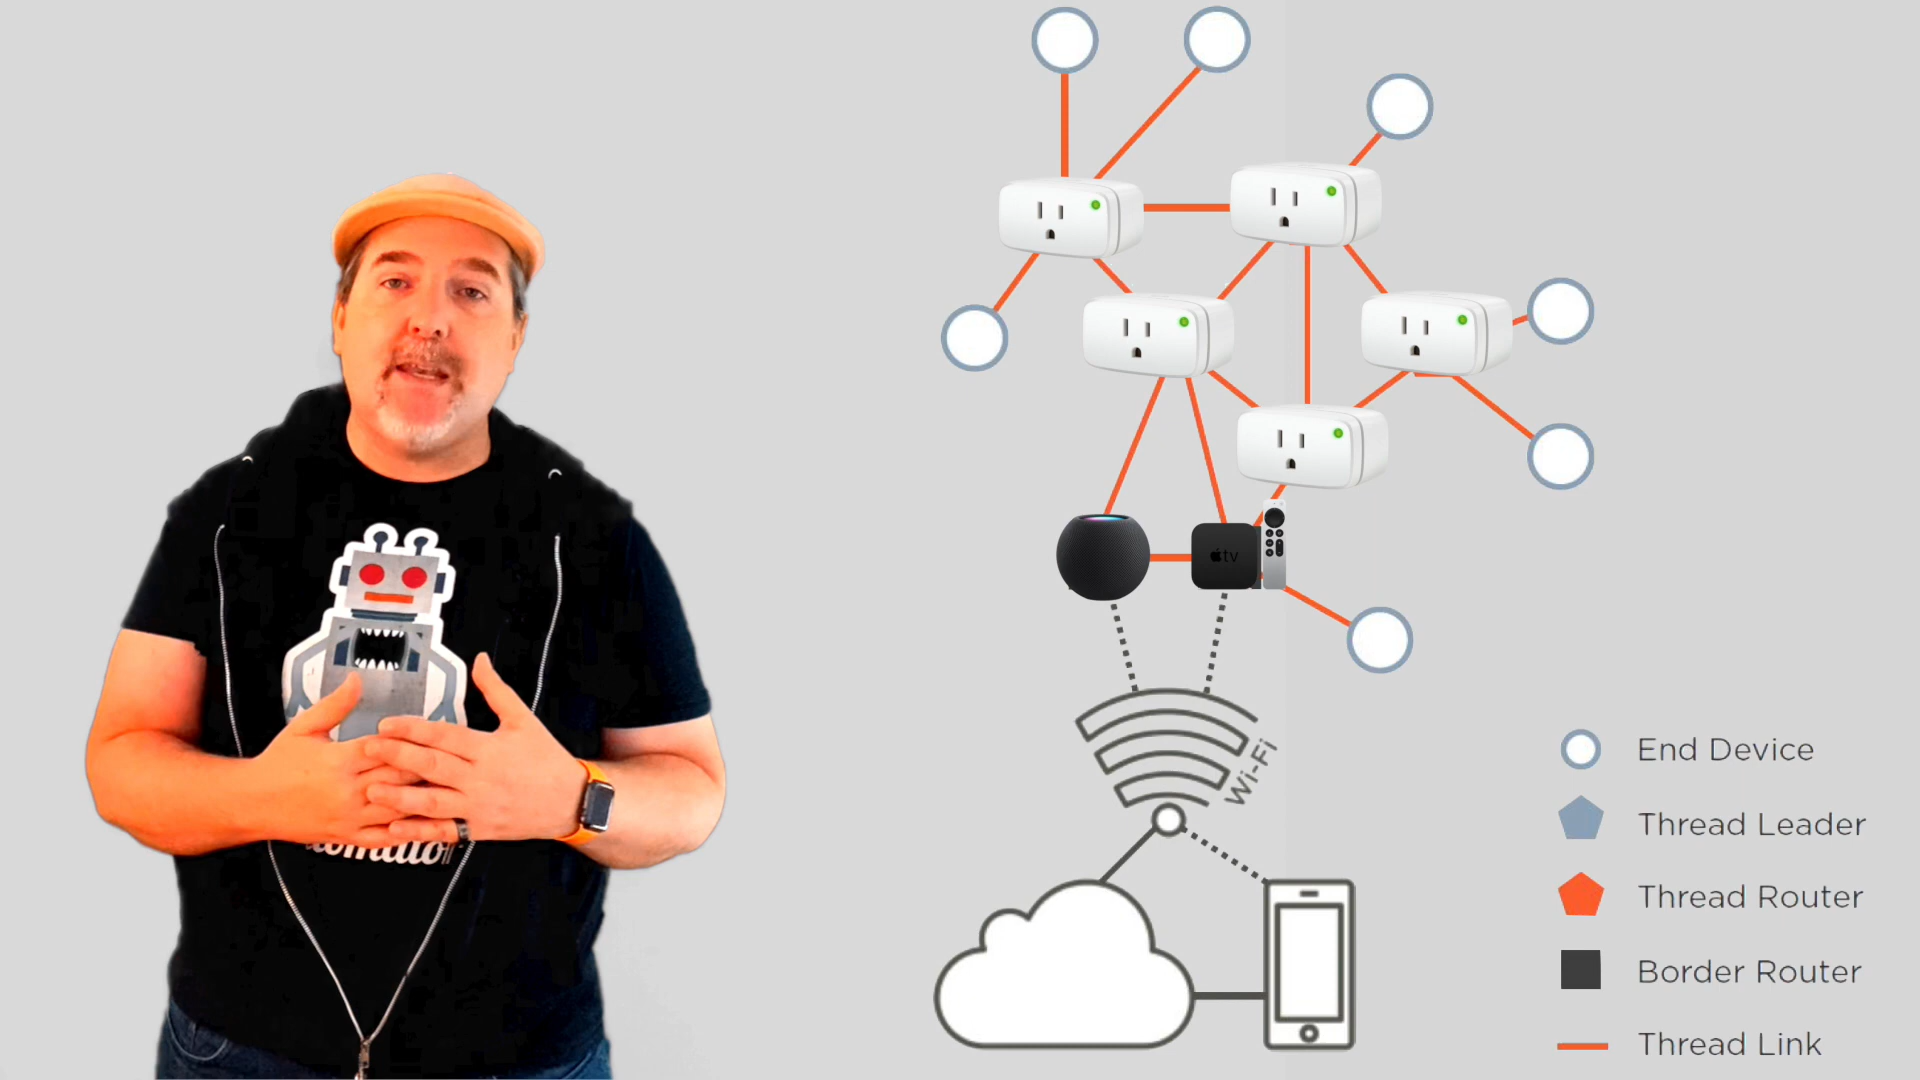 tv
Wi-Fi
End Device
Thread Leader
Thread Router
Border Router
Thread Link